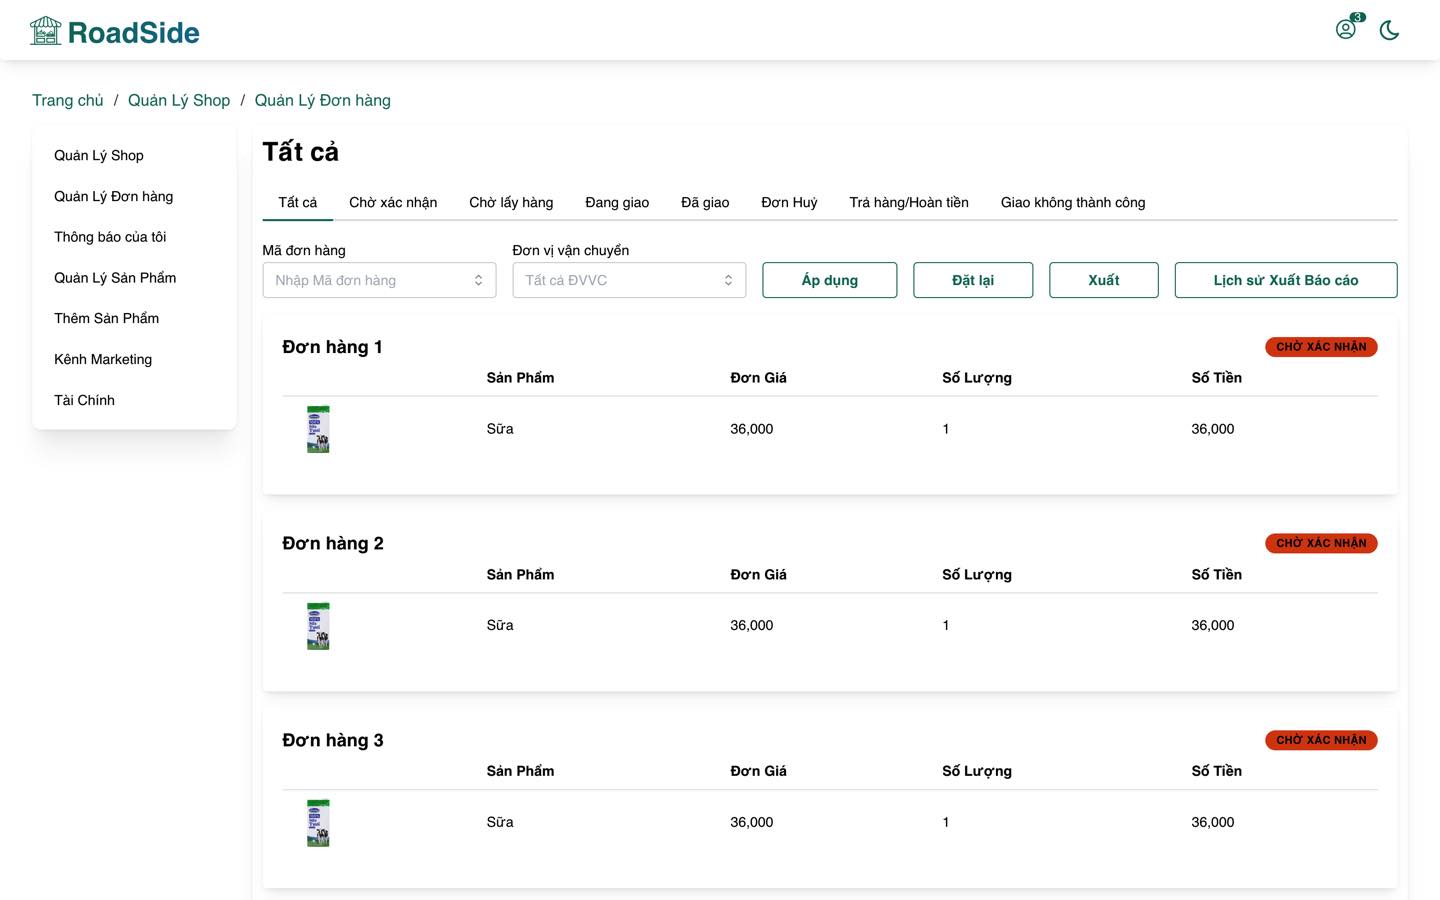 RoadSide
3
Trang chủ / Quản Lý Shop / Quản Lý Đơn hàng
Quản Lý Shop
Quản Lý Đơn hàng
Thông báo của tôi
Quản Lý Sản Phẩm
Thêm Sản Phẩm
Kênh Marketing
Tài Chính
Tất cả
Tất cả Chờ xác nhận Chờ lấy hàng Đang giao Đã giao Đơn Huỷ Trả hàng/Hoàn tiền Giao không thành công
Mã đơn hàng Đơn vị vận chuyển
Nhập Mã đơn hàng Tất cả ĐVVC Áp dụng Đặt lại Xuất Lịch sử Xuất Báo cáo
Đơn hàng 1 CHỜ XÁC NHẬN
Sản Phẩm Đơn Giá Số Lượng Số Tiền
Sữa 36,000 1 36,000
Đơn hàng 2 CHỜ XÁC NHẬN
Sản Phẩm Đơn Giá Số Lượng Số Tiền
Sữa 36,000 1 36,000
Đơn hàng 3 CHỜ XÁC NHẬN
Sản Phẩm Đơn Giá Số Lượng Số Tiền
Sữa 36,000 1 36,000